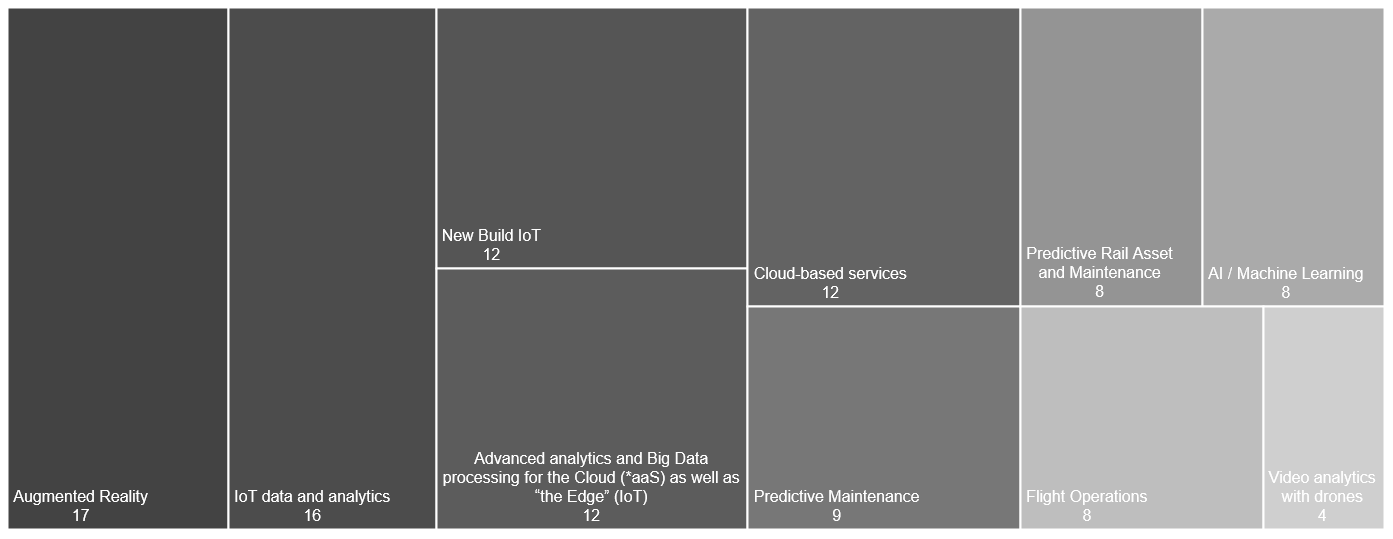 Augmented Reality
17
IoT data and analytics
16
New Build IoT
12
Advanced analytics and Big Data
processing for the Cloud (*aaS) as well as
“the Edge” (IoT)
12
Cloud-based services
12
Predictive Maintenance
9
Predictive Rail Asset
and Maintenance
8
AI / Machine Learning
8
Flight Operations
8
Video analytics
with drones
4